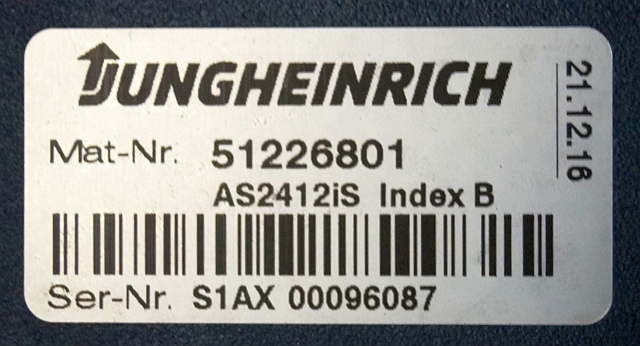 JUNGHEINRICH
21.12.16
Mat-Nr. 51226801
AS2412iS Index B
Ser-Nr. S1AX 00096087